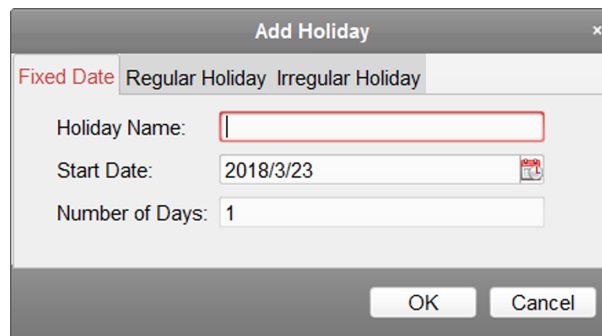 Add Holiday ×
Fixed Date Regular Holiday Irregular Holiday
Holiday Name:
Start Date: 2018/3/23
Number of Days: 1
OK Cancel